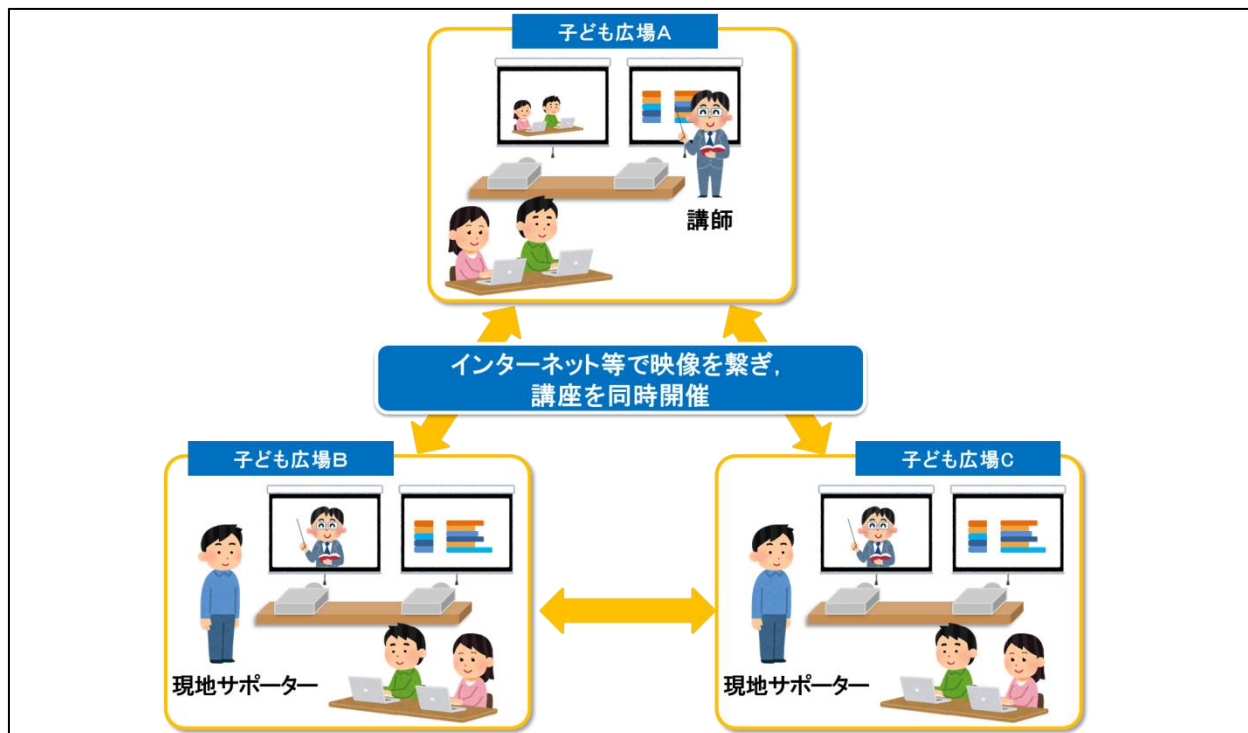 子ども広場A
講師
インターネット等で映像を繋ぎ,
講座を同時開催
子ども広場B
現地サポーター
子ども広場C
現地サポーター